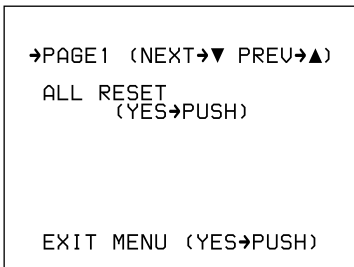 ➔PAGE1 (NEXT➔▼ PREV➔▲)
ALL RESET
(YES➔PUSH)
EXIT MENU (YES➔PUSH)